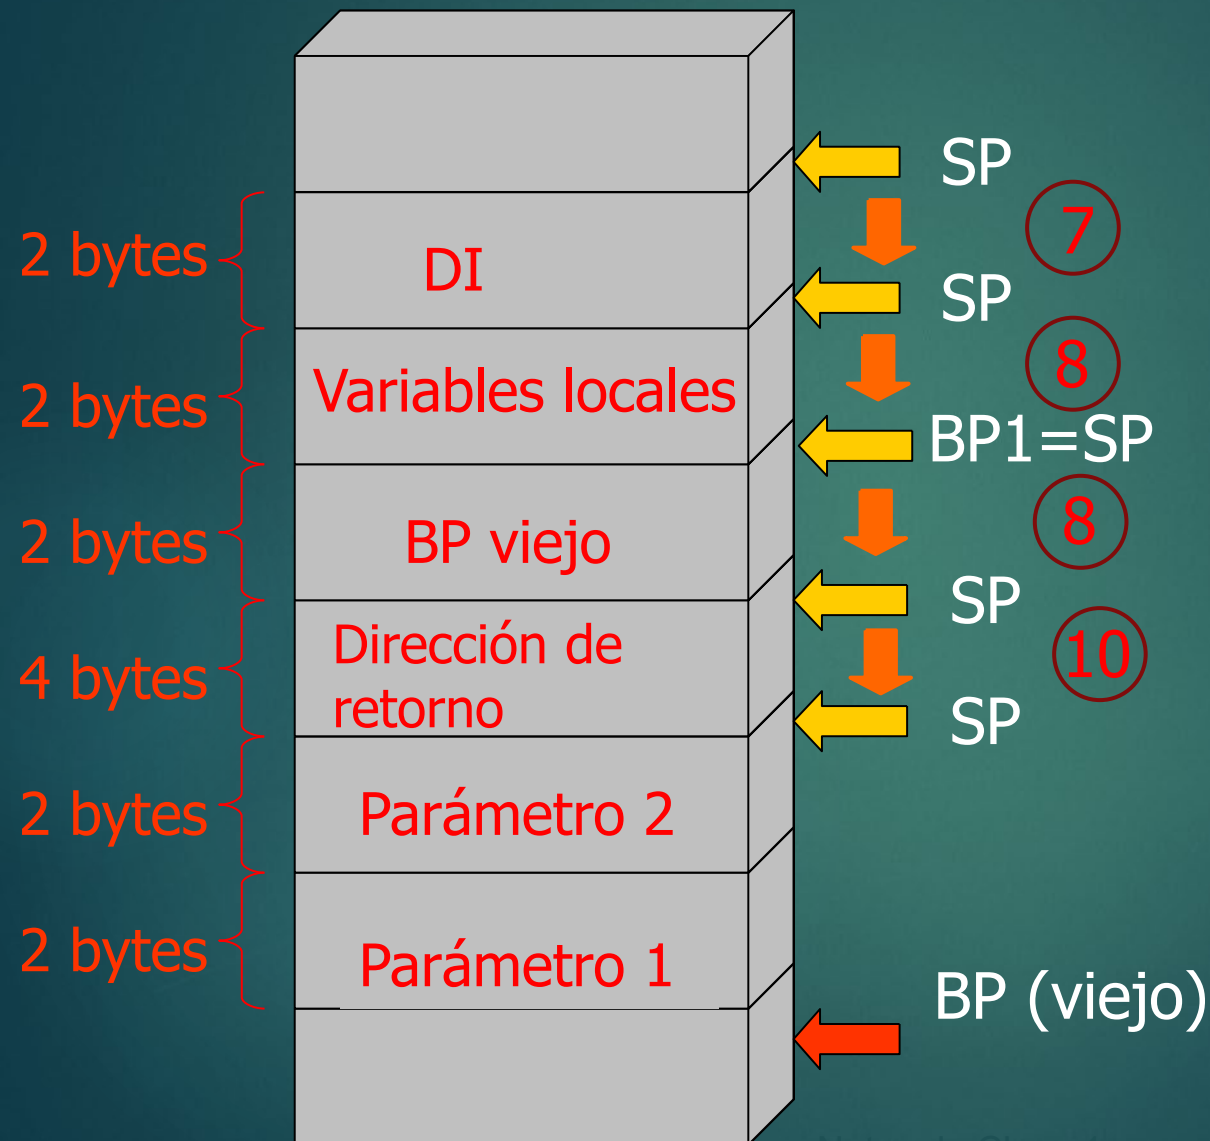 SP
7
2 bytes
DI
SP
8
2 bytes
Variables locales
BP1=SP
8
2 bytes
BP viejo
SP
10
4 bytes
Dirección de
retorno
SP
2 bytes
Parámetro 2
2 bytes
Parámetro 1
BP (viejo)